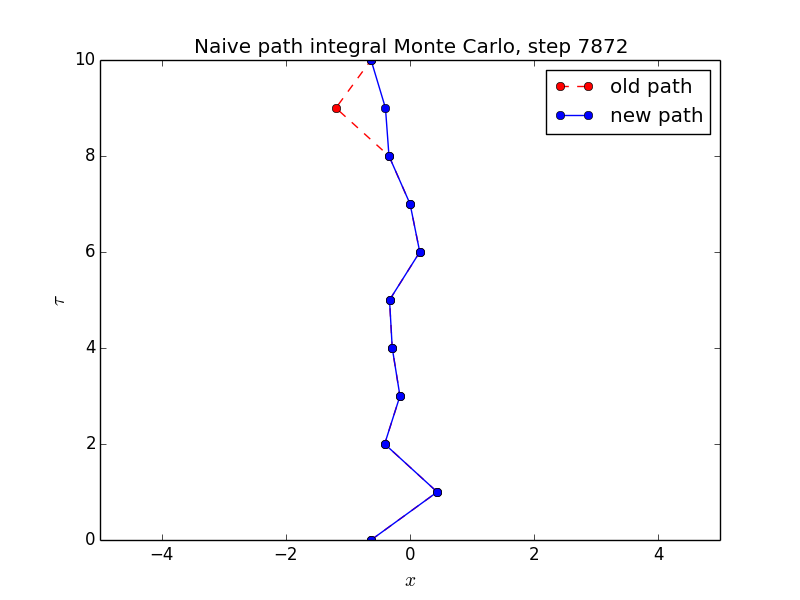 Naive path integral Monte Carlo, step 7872
old path
new path
10
8
6
4
2
0
τ
−4
−2
0
2
4
x